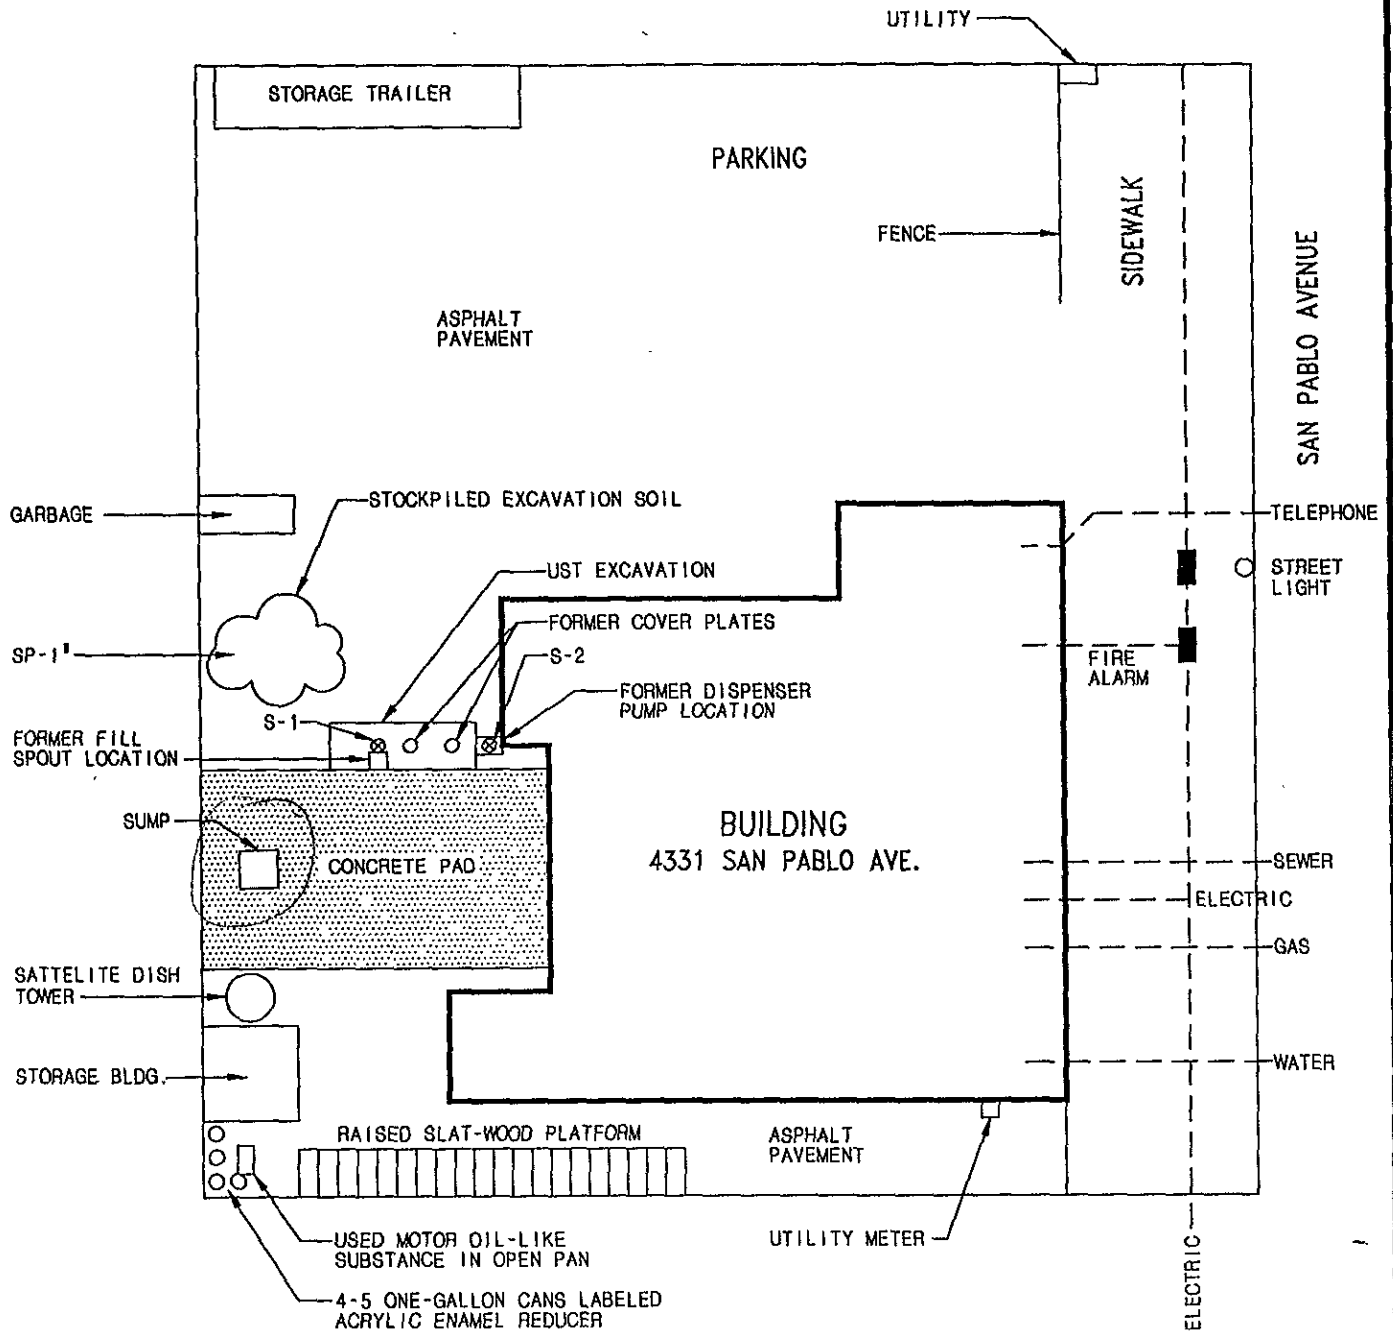 UTILITY
STORAGE TRAILER
PARKING
SIDEWALK
FENCE
SAN PABLO AVENUE
ASPHALT
PAVEMENT
GARBAGE
STOCKPILED EXCAVATION SOIL
TELEPHONE
UST EXCAVATION
STREET
LIGHT
FORMER COVER PLATES
SP-1'
S-2
FIRE
ALARM
FORMER DISPENSER
PUMP LOCATION
S-1
FORMER FILL
SPOUT LOCATION
SUMP
BUILDING
4331 SAN PABLO AVE.
CONCRETE PAD
SEWER
ELECTRIC
GAS
SATTELITE DISH
TOWER
STORAGE BLDG.
WATER
RAISED SLAT-WOOD PLATFORM
ASPHALT
PAVEMENT
USED MOTOR OIL-LIKE
SUBSTANCE IN OPEN PAN
UTILITY METER
4-5 ONE-GALLON CANS LABELED
ACRYLIC ENAMEL REDUCER
ELECTRIC